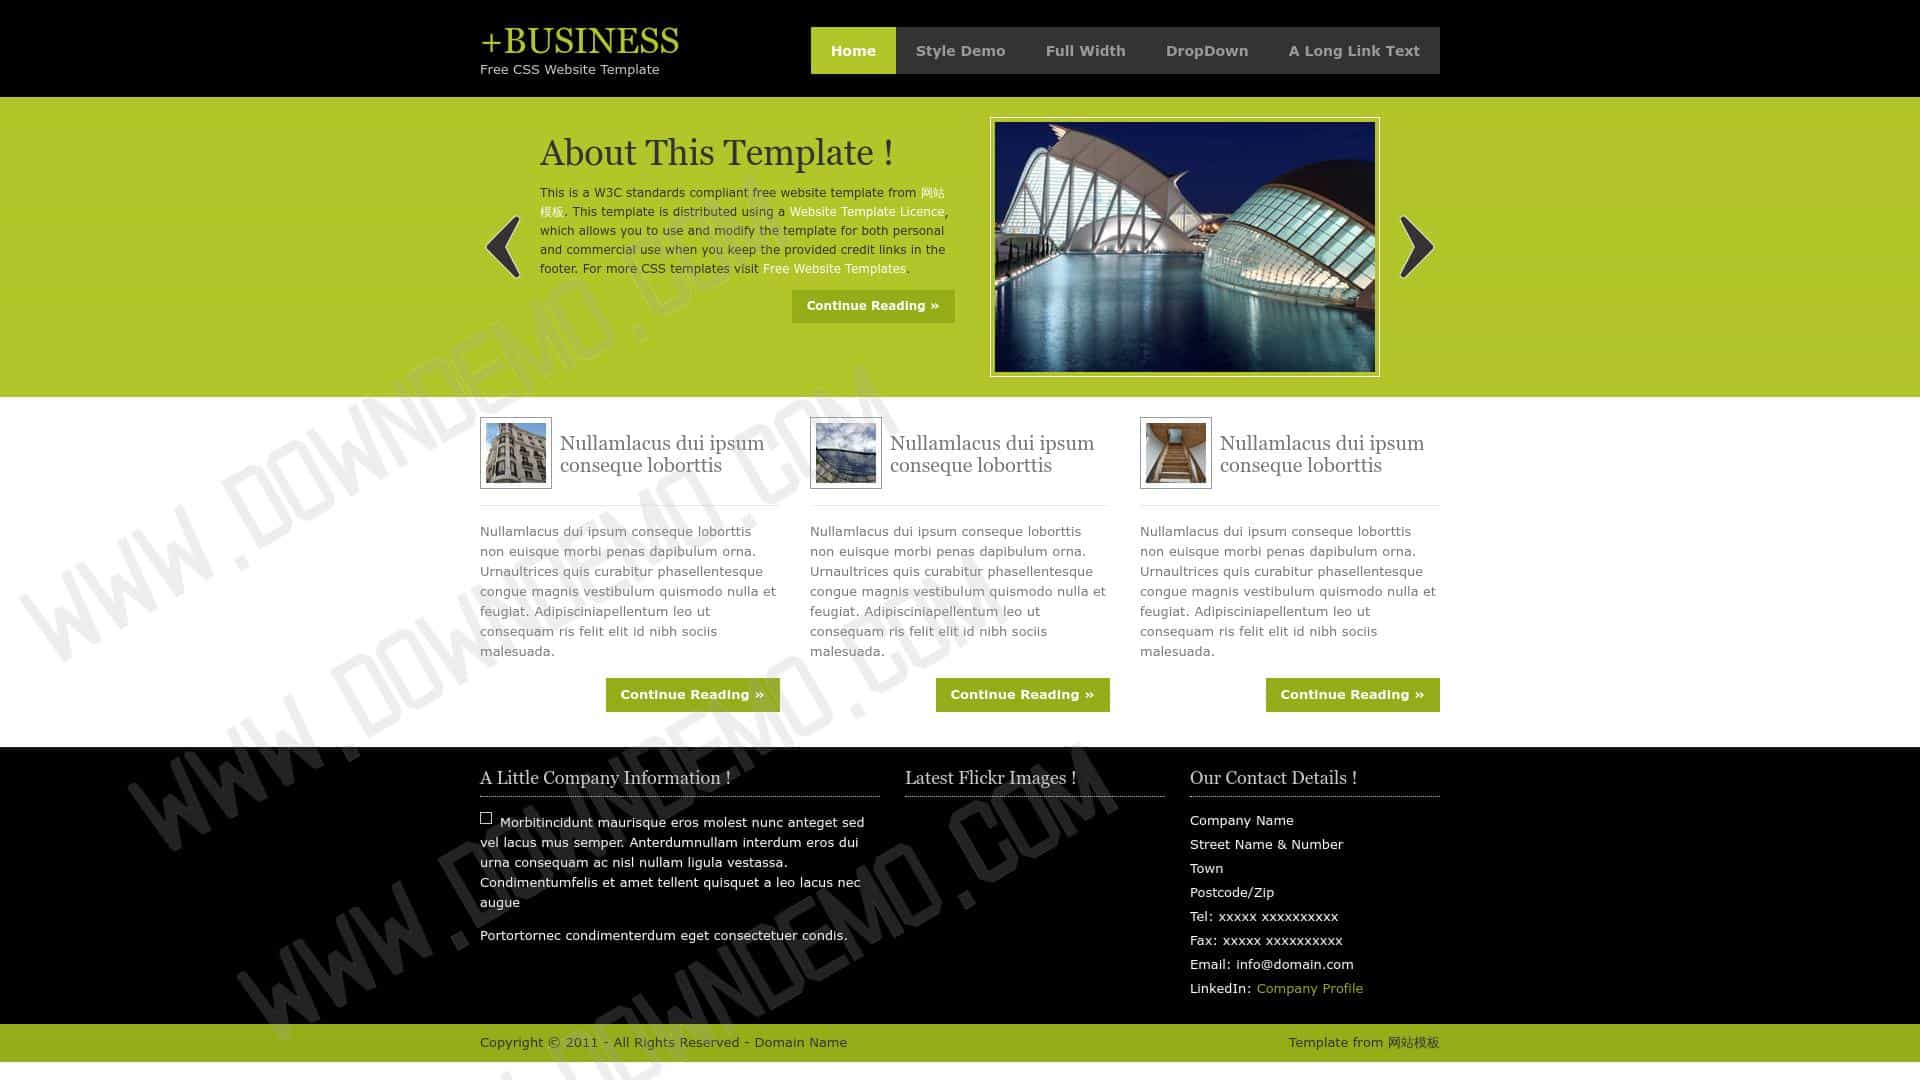 +BUSINESS
Free CSS Website Template
Home
Style Demo
Full Width
DropDown
A Long Link Text
About This Template !
This is a W3C standards compliant free website template from 网站
模板. This template is distributed using a Website Template Licence,
which allows you to use and modify the template for both personal
and commercial use when you keep the provided credit links in the
footer. For more CSS templates visit Free Website Templates.
Continue Reading »
Nullamlacus dui ipsum
conseque loborttis
Nullamlacus dui ipsum conseque loborttis
non euisque morbi penas dapibulum orna.
Urnaultrices quis curabitur phasellentesque
congue magnis vestibulum quismodo nulla et
feugiat. Adipisciniapellentum leo ut
consequam ris felit elit id nibh sociis
malesuada.
Continue Reading »
Nullamlacus dui ipsum
conseque loborttis
Nullamlacus dui ipsum conseque loborttis
non euisque morbi penas dapibulum orna.
Urnaultrices quis curabitur phasellentesque
congue magnis vestibulum quismodo nulla et
feugiat. Adipisciniapellentum leo ut
consequam ris felit elit id nibh sociis
malesuada.
Continue Reading »
Nullamlacus dui ipsum
conseque loborttis
Nullamlacus dui ipsum conseque loborttis
non euisque morbi penas dapibulum orna.
Urnaultrices quis curabitur phasellentesque
congue magnis vestibulum quismodo nulla et
feugiat. Adipisciniapellentum leo ut
consequam ris felit elit id nibh sociis
malesuada.
Continue Reading »
A Little Company Information !
Morbitincidunt maurisque eros molest nunc anteget sed
vel lacus mus semper. Anterdumnullam interdum eros dui
urna consequam ac nisl nullam ligula vestassa.
Condimentumfelis et amet tellent quisquet a leo lacus nec
augue
Portortornec condimenterdum eget consectetuer condis.
Latest Flickr Images !
Our Contact Details !
Company Name
Street Name & Number
Town
Postcode/Zip
Tel: xxxxx xxxxxxxxxx
Fax: xxxxx xxxxxxxxxx
Email: info@domain.com
LinkedIn: Company Profile
Copyright © 2011 - All Rights Reserved - Domain Name
Template from 网站模板
WWW.DOWNDEMO.COM
WWW.DOWNDEMO.COM
WWW.DOWNDEMO.COM